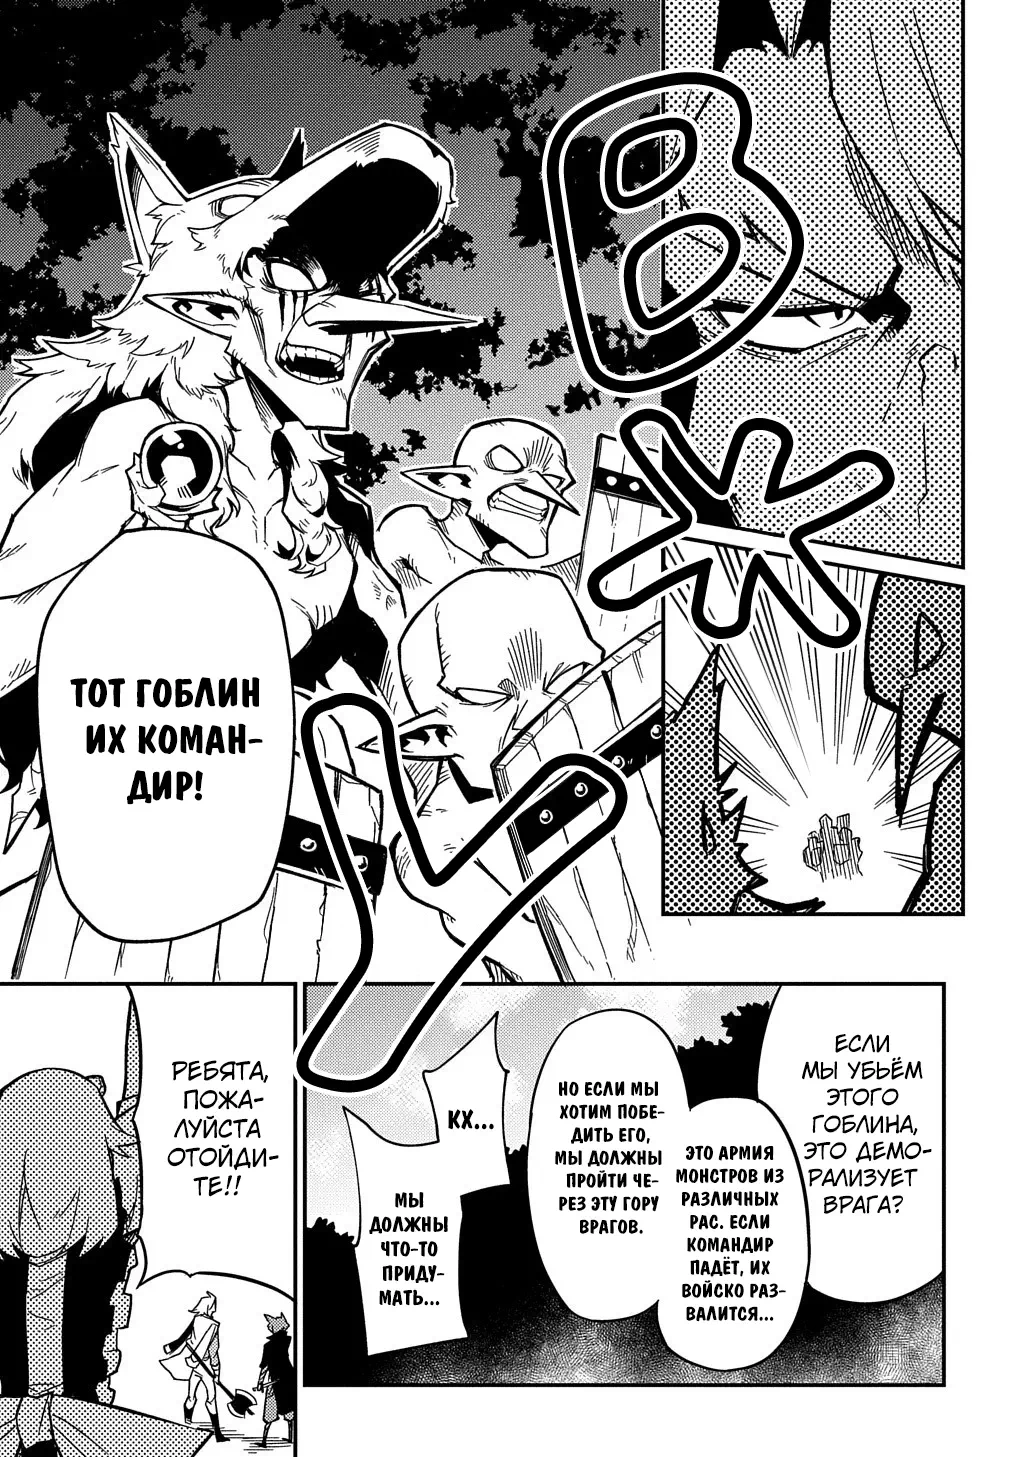 В
Ж
У
ТОТ ГОБЛИН
ИХ КОМАН-
ДИР!
ЕСЛИ
МЫ УБЬЁМ
ЭТОГО
ГОБЛИНА,
ЭТО ДЕМО-
РАЛИЗУЕТ
ВРАГА?
ЭТО АРМИЯ
МОНСТРОВ ИЗ
РАЗЛИЧНЫХ
РАС. ЕСЛИ
КОМАНДИР
ПАДЁТ, ИХ
ВОЙСКО РАЗ-
ВАЛИТСЯ...
НО ЕСЛИ МЫ
ХОТИМ ПОБЕ-
ДИТЬ ЕГО,
МЫ ДОЛЖНЫ
ПРОЙТИ ЧЕ-
РЕЗ ЭТУ ГОРУ
ВРАГОВ.
КХ...
МЫ
ДОЛЖНЫ
ЧТО-ТО
ПРИДУ-
МАТЬ...
РЕБЯТА,
ПОЖА-
ЛУЙСТА
ОТОЙДИ-
ТЕ!!